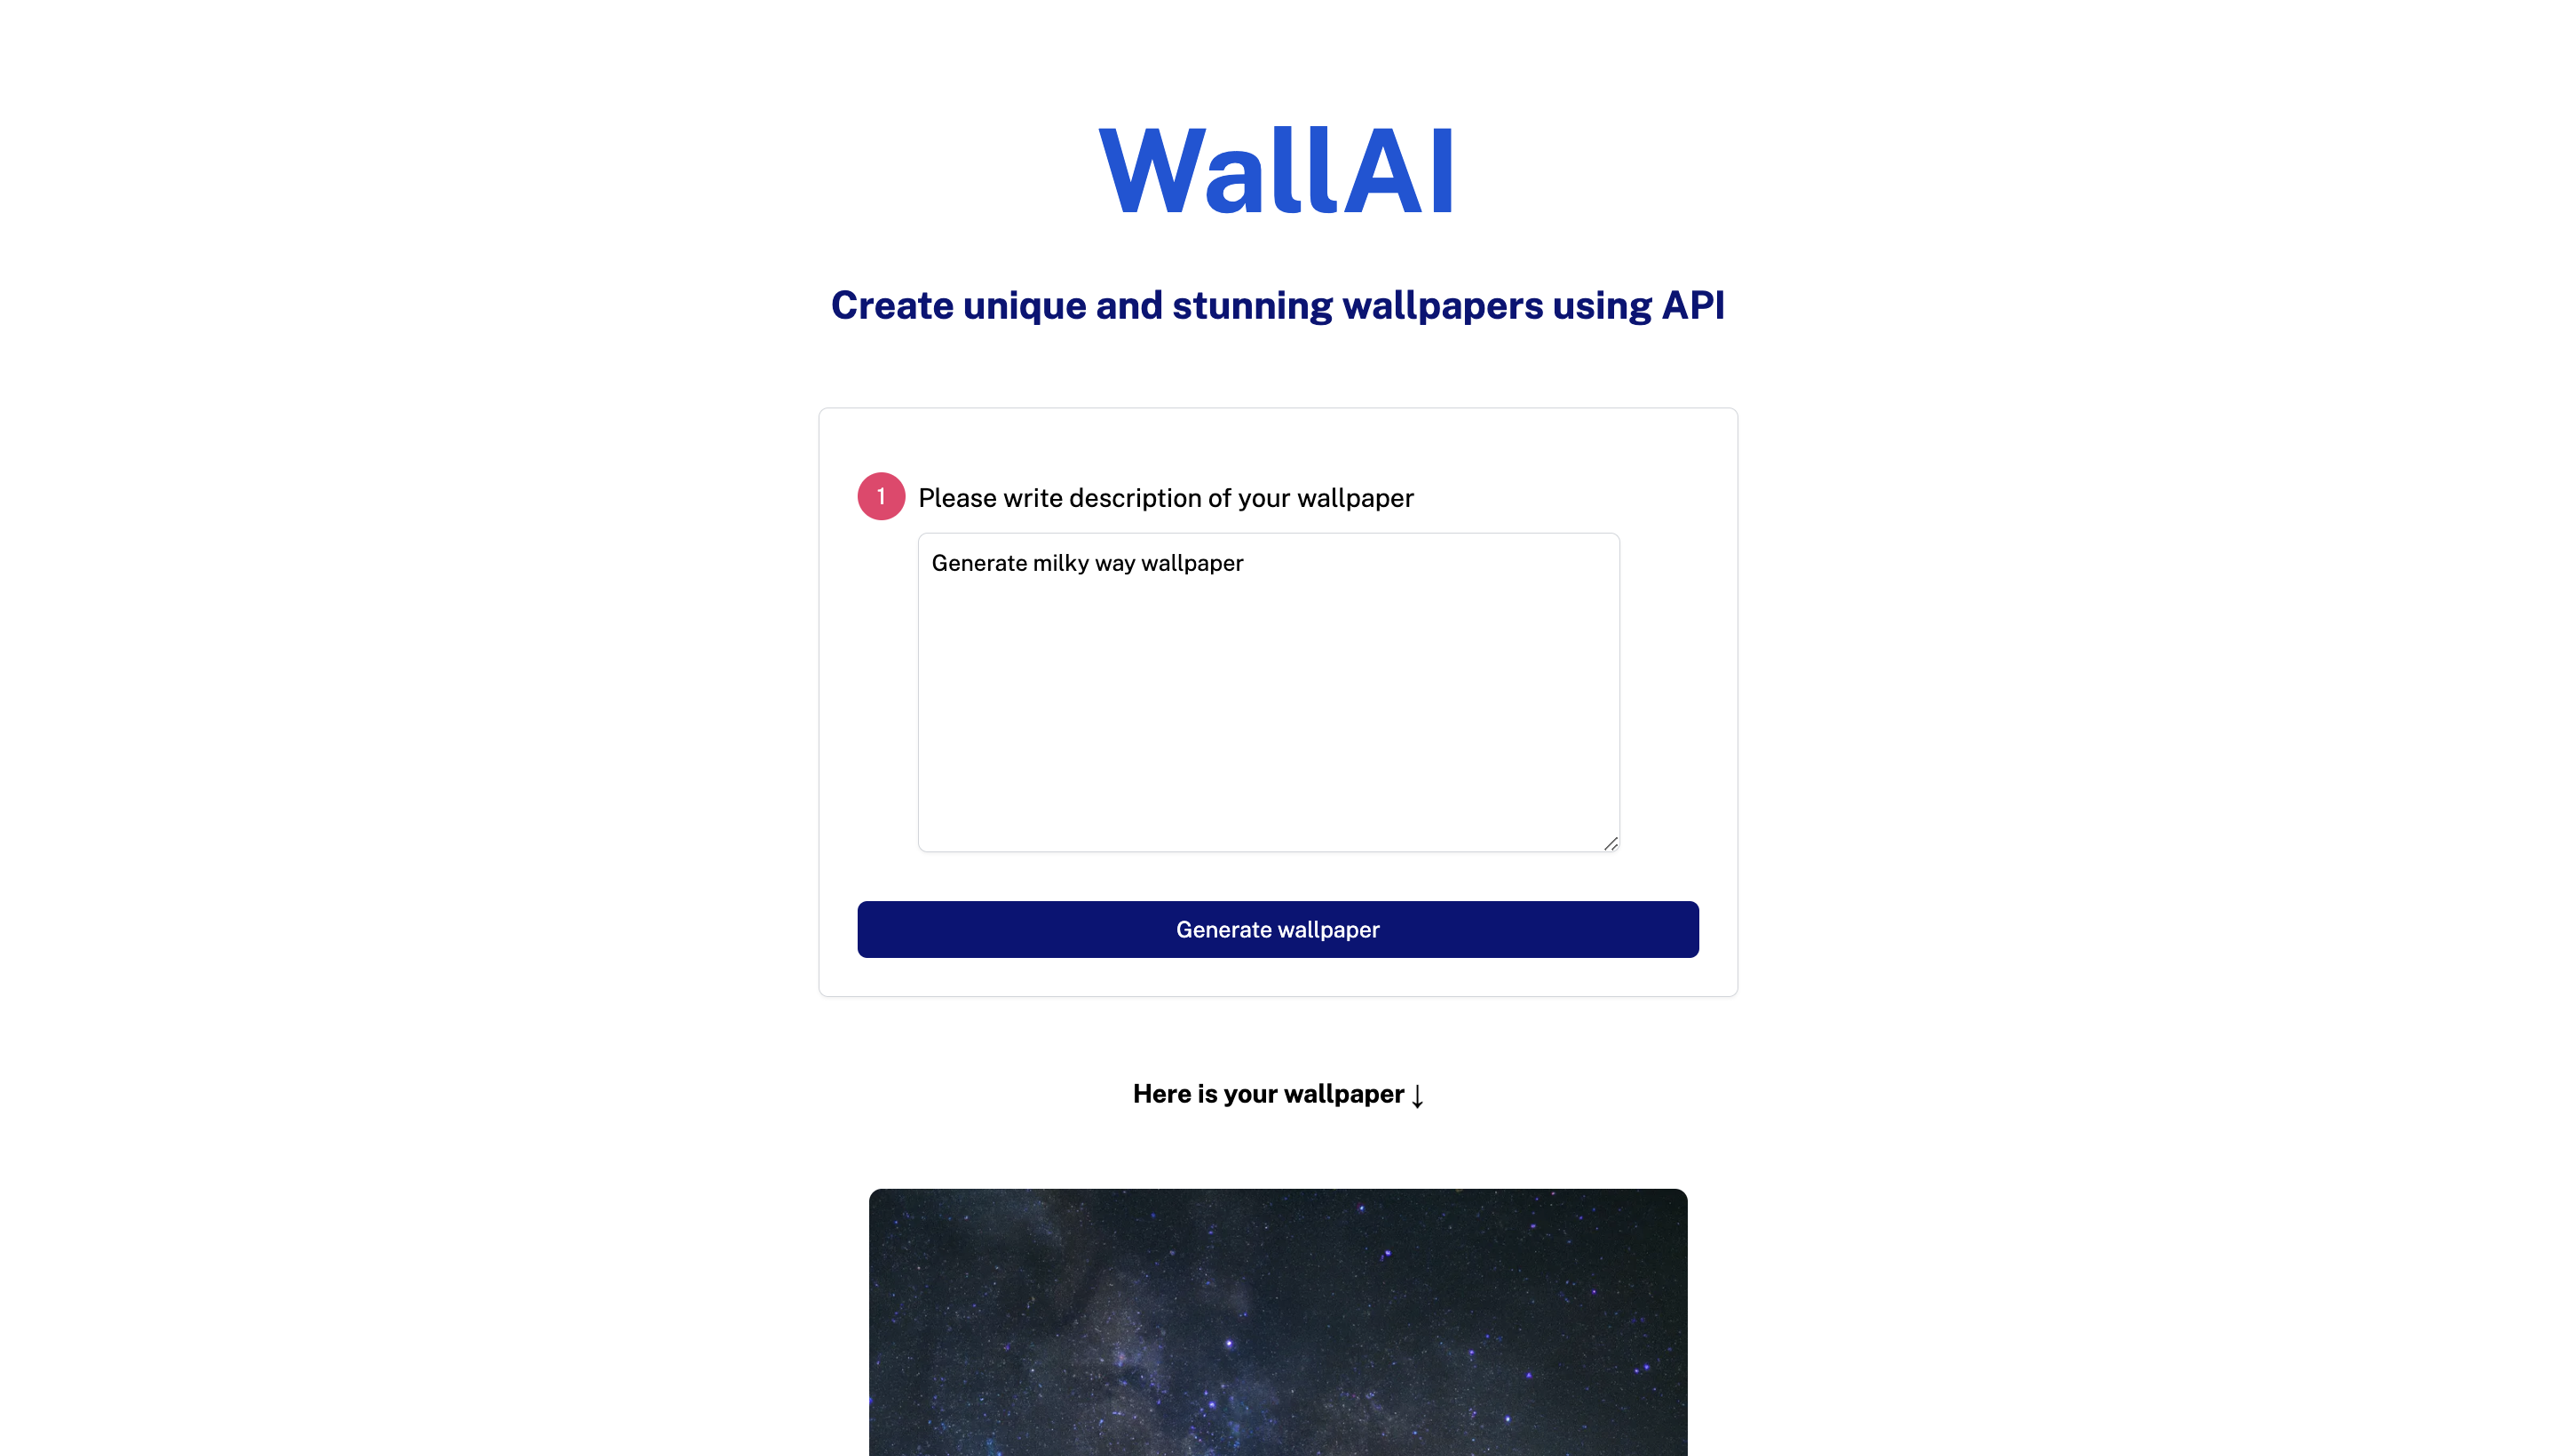 WallAI
Create unique and stunning wallpapers using API
1 Please write description of your wallpaper
Generate milky way wallpaper
Generate wallpaper
Here is your wallpaper ↓